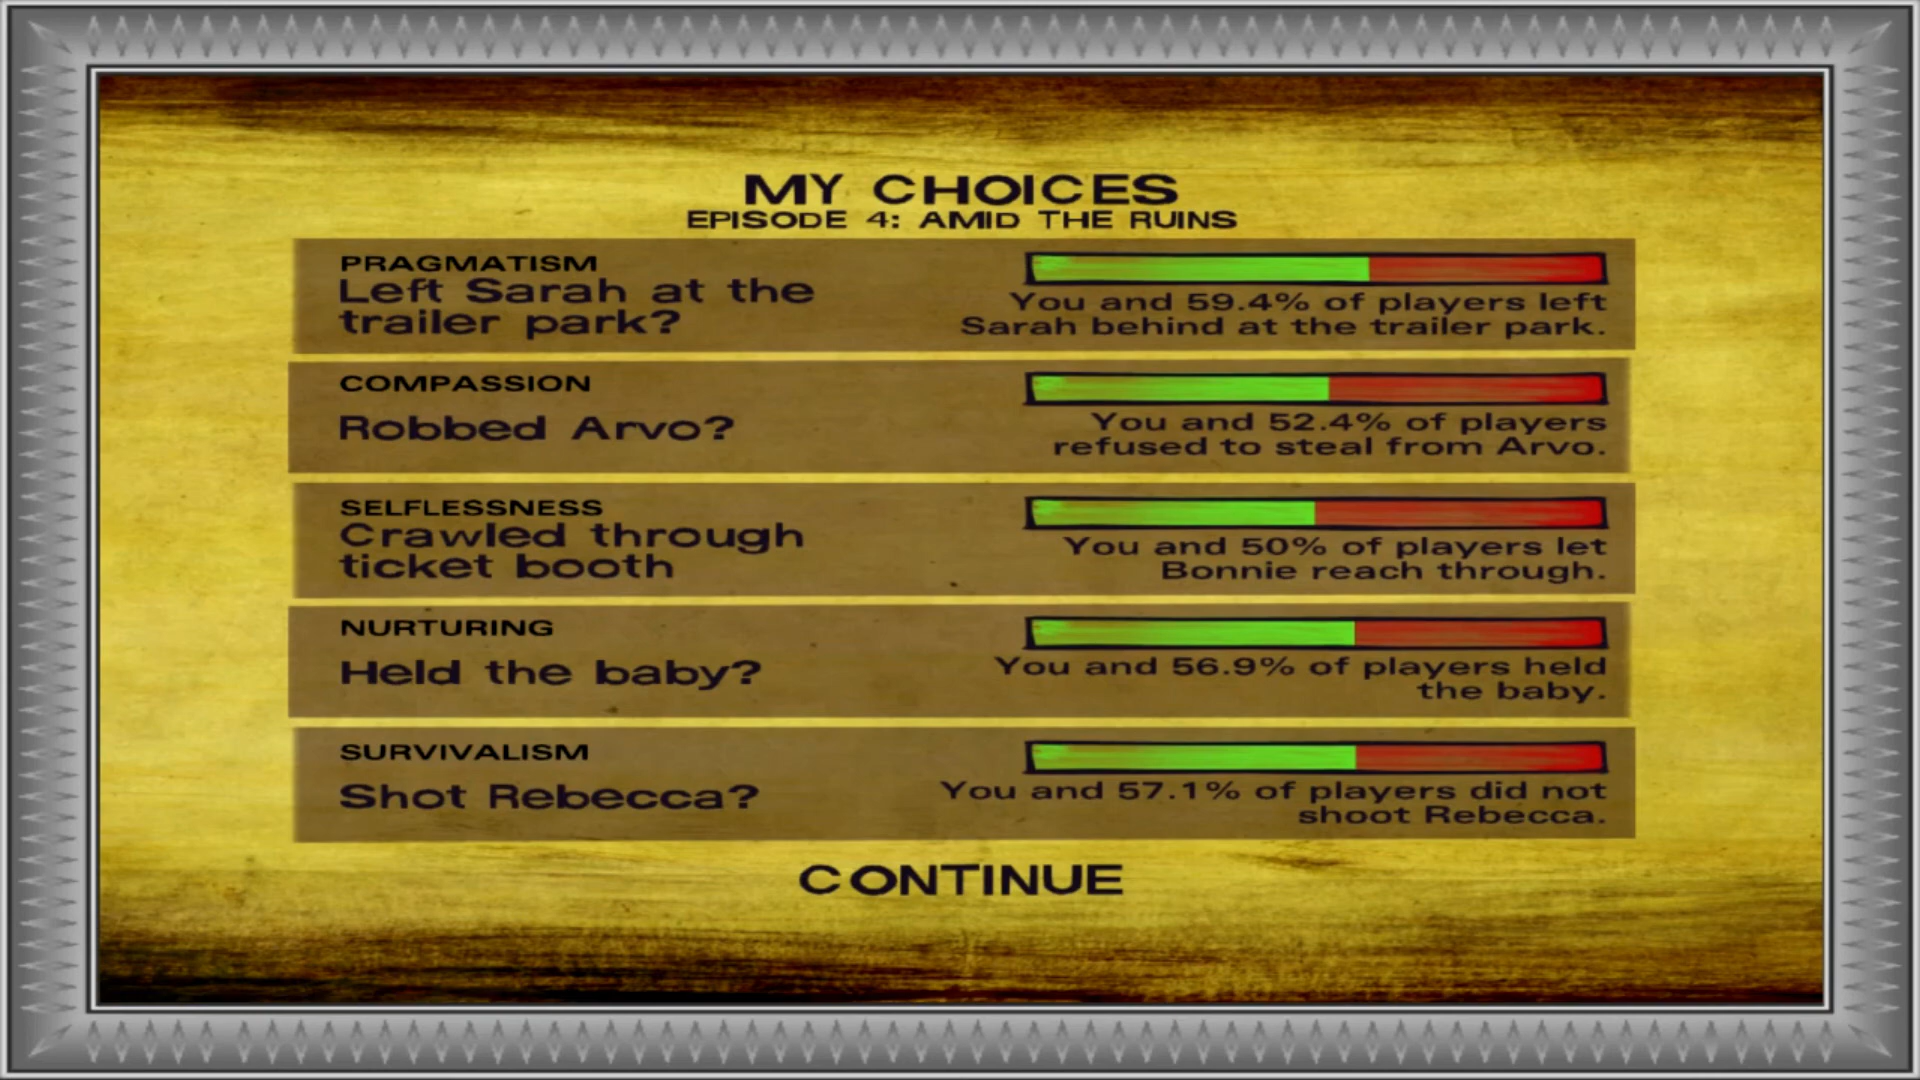 MY CHOICES
EPISODE 4: AMID THE RUINS
PRAGMATISM
Left Sarah at the
trailer park?
You and 59.4% of players left
Sarah behind at the trailer park.
COMPASSION
Robbed Arvo?
You and 52.4% of players
refused to steal from Arvo.
SELFLESSNESS
Crawled through
ticket booth
You and 50% of players let
Bonnie reach through.
NURTURING
Held the baby?
You and 56.9% of players held
the baby.
SURVIVALISM
Shot Rebecca?
You and 57.1% of players did not
shoot Rebecca.
CONTINUE